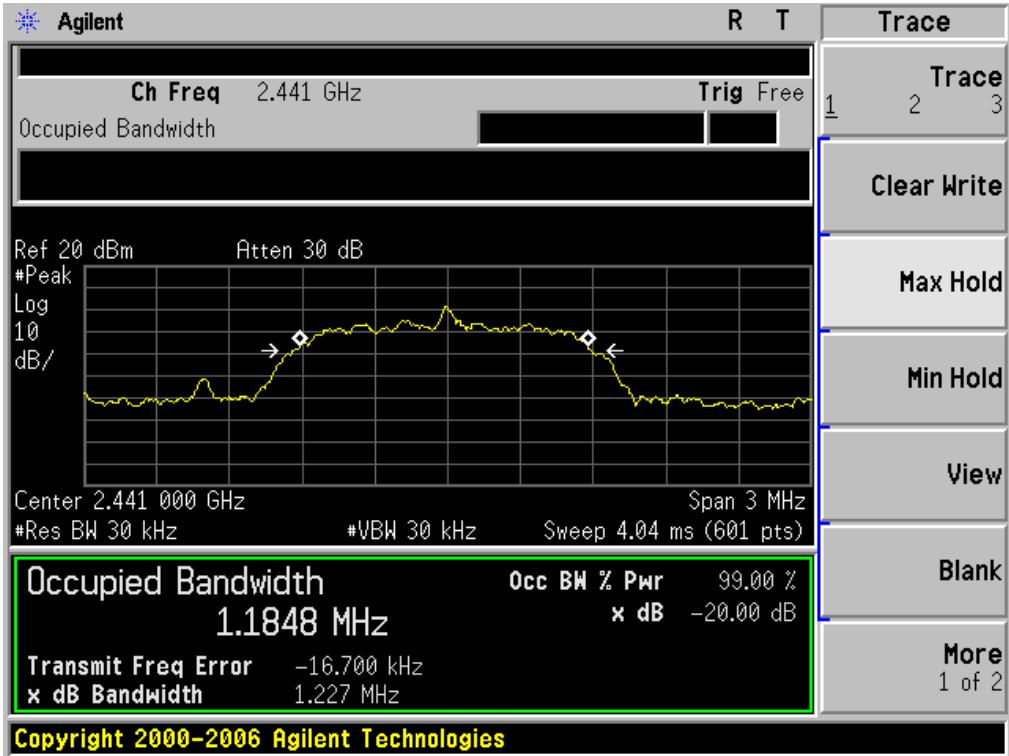 Agilent R T Trace
Ch Freq 2.441 GHz Trig Free
Occupied Bandwidth
Trace
1 2 3
Clear Write
Max Hold
Min Hold
View
Blank
More
1 of 2
Ref 20 dBm Atten 30 dB
#Peak
Log
10
dB/
Center 2.441 000 GHz Span 3 MHz
#Res BW 30 kHz #VBW 30 kHz Sweep 4.04 ms (601 pts)
Occupied Bandwidth Occ BW % Pwr 99.00 %
1.1848 MHz x dB -20.00 dB
Transmit Freq Error -16.700 kHz
x dB Bandwidth 1.227 MHz
Copyright 2000-2006 Agilent Technologies